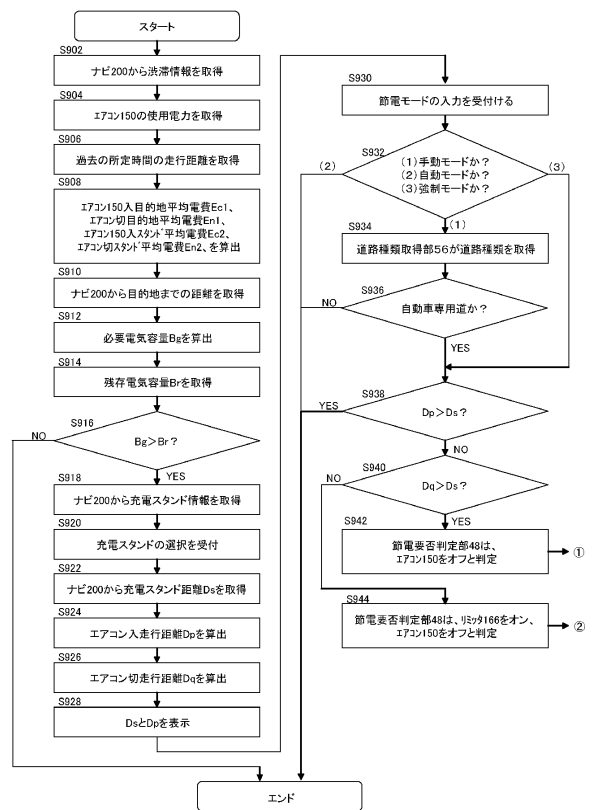 スタート
S902
ナビ200から渋滞情報を取得
S904
エアコン150の使用電力を取得
S906
過去の所定時間の走行距離を取得
S908
エアコン150入目的地平均電費Ec1、
エアコン切目的地平均電費En1、
エアコン150入スタンド平均電費Ec2、
エアコン切スタンド平均電費En2、を算出
S910
ナビ200から目的地までの距離を取得
S912
必要電気容量Bgを算出
S914
残存電気容量Brを取得
S916
NO
Bg>Br?
YES
S918
ナビ200から充電スタンド情報を取得
S920
充電スタンドの選択を受付
S922
ナビ200から充電スタンド距離Dsを取得
S924
エアコン入走行距離Dpを算出
S926
エアコン切走行距離Dqを算出
S928
DsとDpを表示
S930
節電モードの入力を受付ける
S932
(2)
(1)手動モードか?
(2)自動モードか?
(3)強制モードか?
(3)
(1)
S934
道路種類取得部56が道路種類を取得
S936
NO
自動車専用道か?
YES
S938
YES
Dp>Ds?
NO
S940
NO
Dq>Ds?
YES
S942
節電要否判定部48は、
エアコン150をオフと判定
①
S944
節電要否判定部48は、リミッタ166をオン、
エアコン150をオフと判定
②
エンド